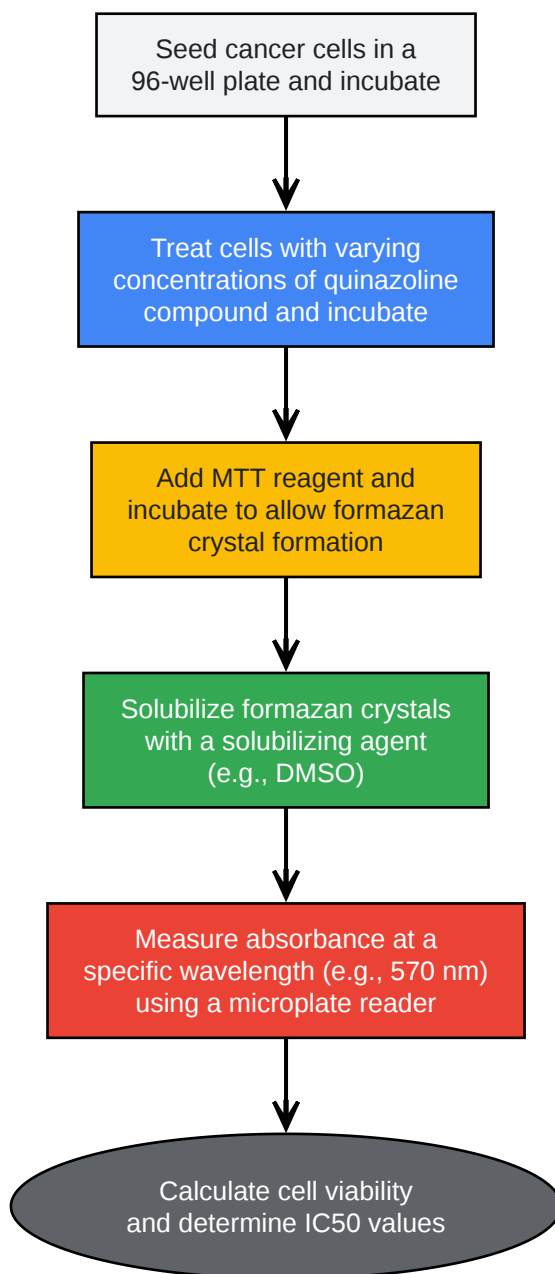 Seed cancer cells in a
96-well plate and incubate
Treat cells with varying
concentrations of quinazoline
compound and incubate
Add MTT reagent and
incubate to allow formazan
crystal formation
Solubilize formazan crystals
with a solubilizing agent
(e.g., DMSO)
Measure absorbance at a
specific wavelength (e.g., 570 nm)
using a microplate reader
Calculate cell viability
and determine IC50 values